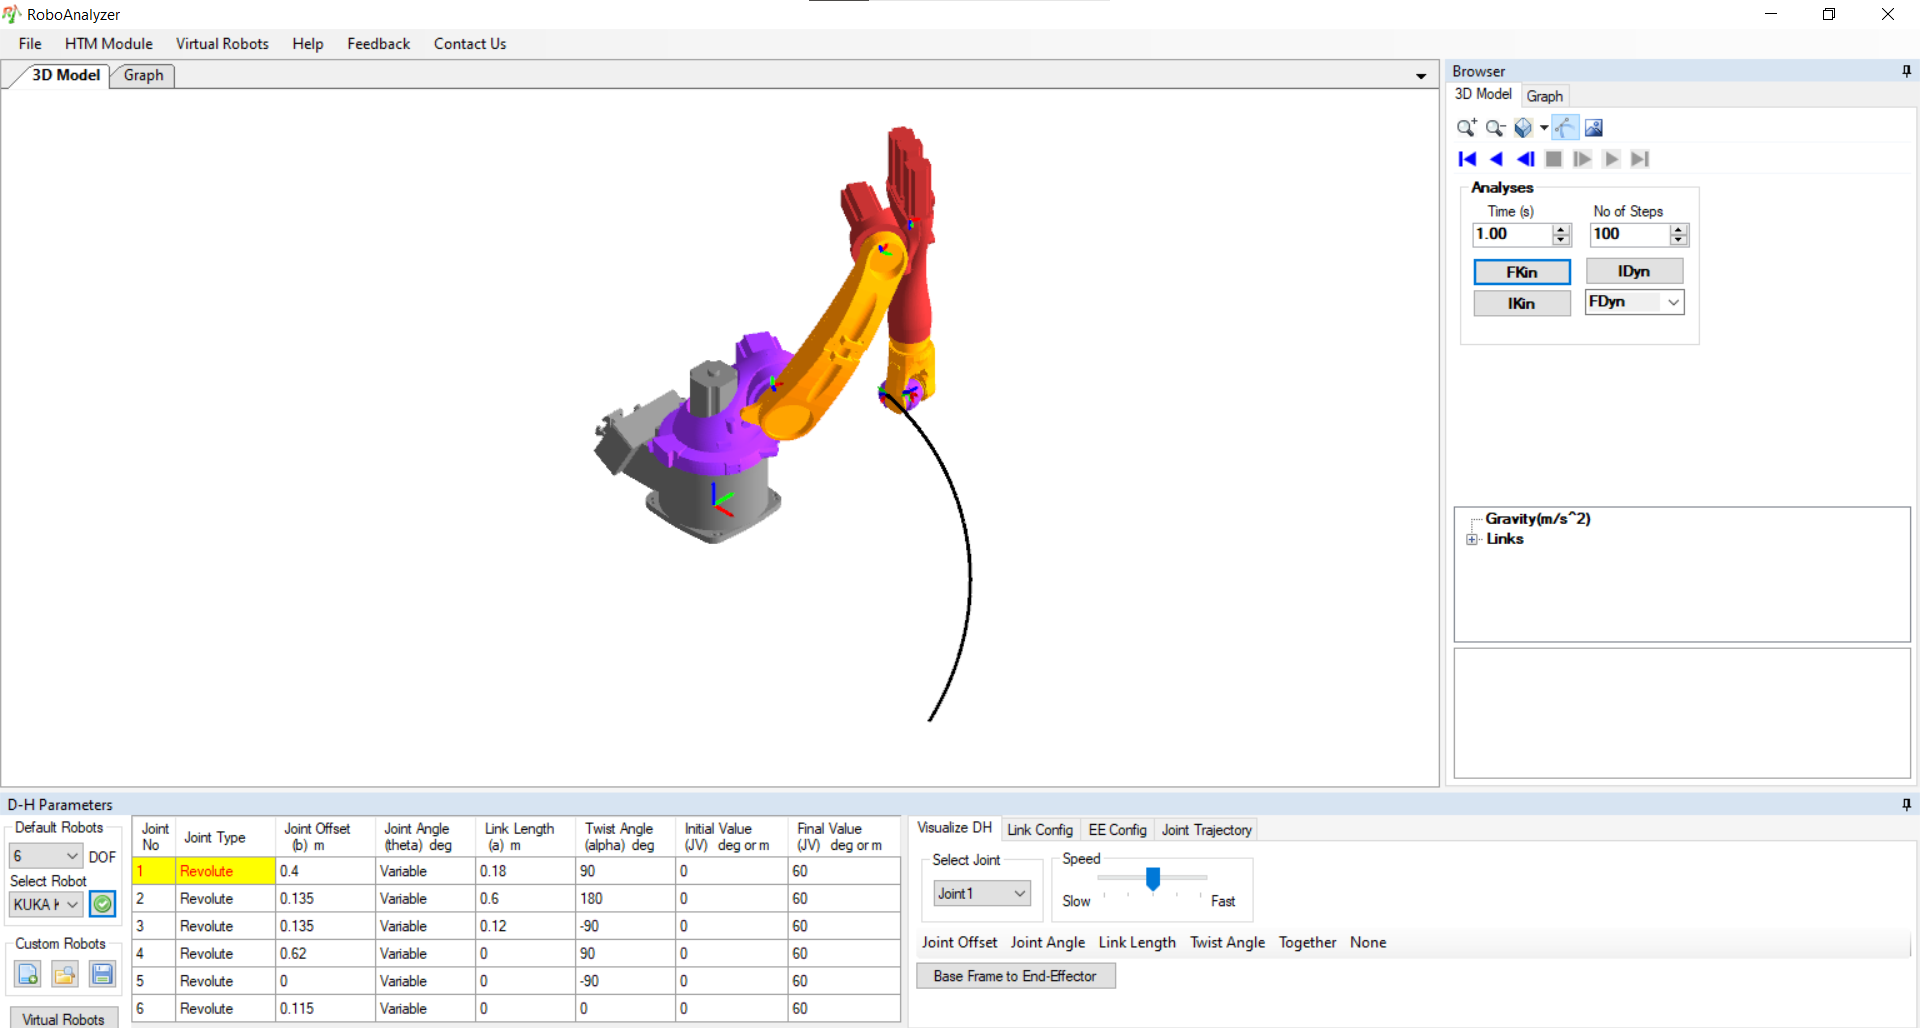 RoboAnalyzer
File HTM Module Virtual Robots Help Feedback Contact Us
3D Model Graph
Browser
3D Model Graph
Analyses
Time (s) No of Steps
1.00 100
FKin IDyn
IKin FDyn
Gravity(m/s^2)
Links
D-H Parameters
Default Robots
6 DOF
Select Robot
KUKA
Custom Robots
Virtual Robots
Joint No Joint Type Joint Offset (b) m Joint Angle (theta) deg Link Length (a) m Twist Angle (alpha) deg Initial Value (JV) deg or m Final Value (JV) deg or m
1 Revolute 0.4 Variable 0.18 90 0 60
2 Revolute 0.135 Variable 0.6 180 0 60
3 Revolute 0.135 Variable 0.12 -90 0 60
4 Revolute 0.62 Variable 0 90 0 60
5 Revolute 0 Variable 0 -90 0 60
6 Revolute 0.115 Variable 0 0 0 60
Visualize DH Link Config EE Config Joint Trajectory
Select Joint
Joint1
Speed
Slow Fast
Joint Offset Joint Angle Link Length Twist Angle Together None
Base Frame to End-Effector